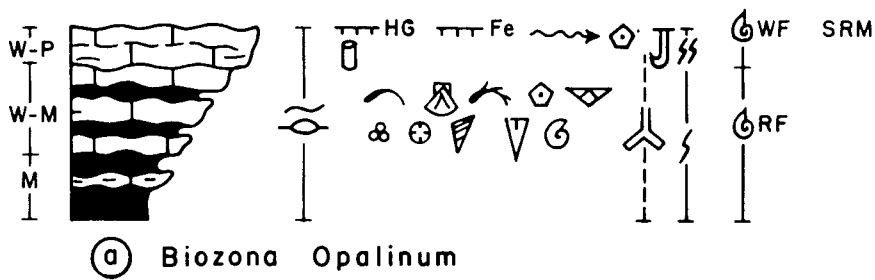 HG Fe WF SRM
W-P
W-M
RF
M
a Biozona Opalinum